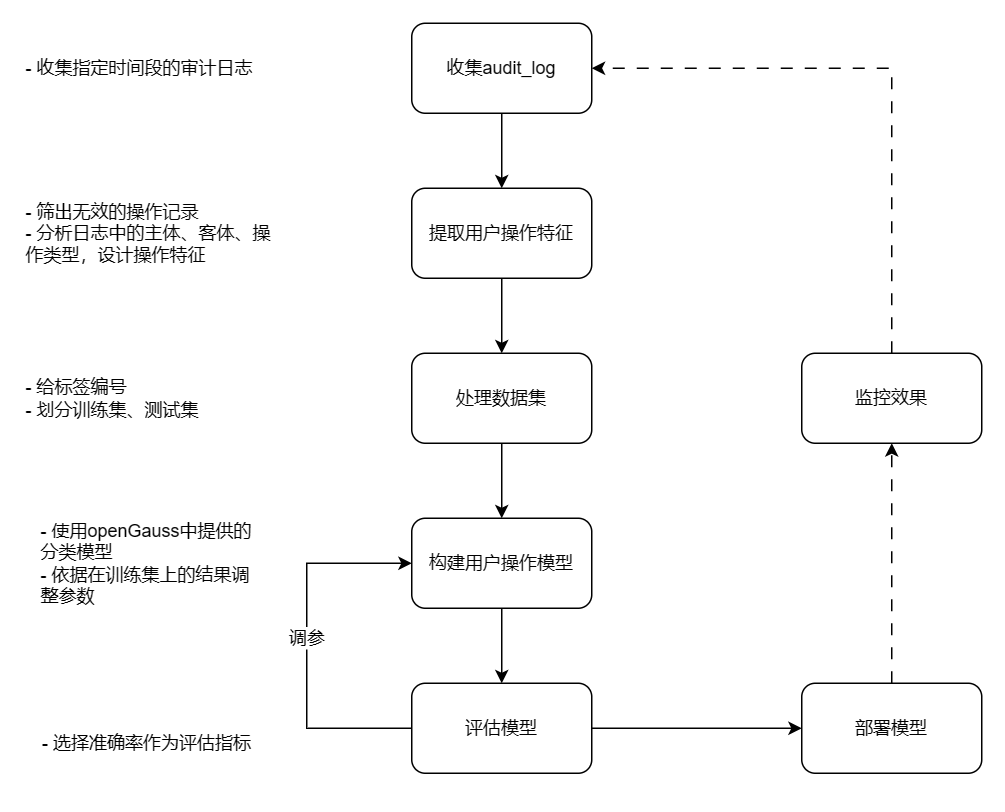 - 收集指定时间段的审计日志
收集audit_log
- 筛出无效的操作记录
- 分析日志中的主体、客体、操
作类型，设计操作特征
提取用户操作特征
- 给标签编号
- 划分训练集、测试集
处理数据集
监控效果
- 使用openGauss中提供的
分类模型
- 依据在训练集上的结果调
整参数
构建用户操作模型
调参
- 选择准确率作为评估指标
评估模型
部署模型